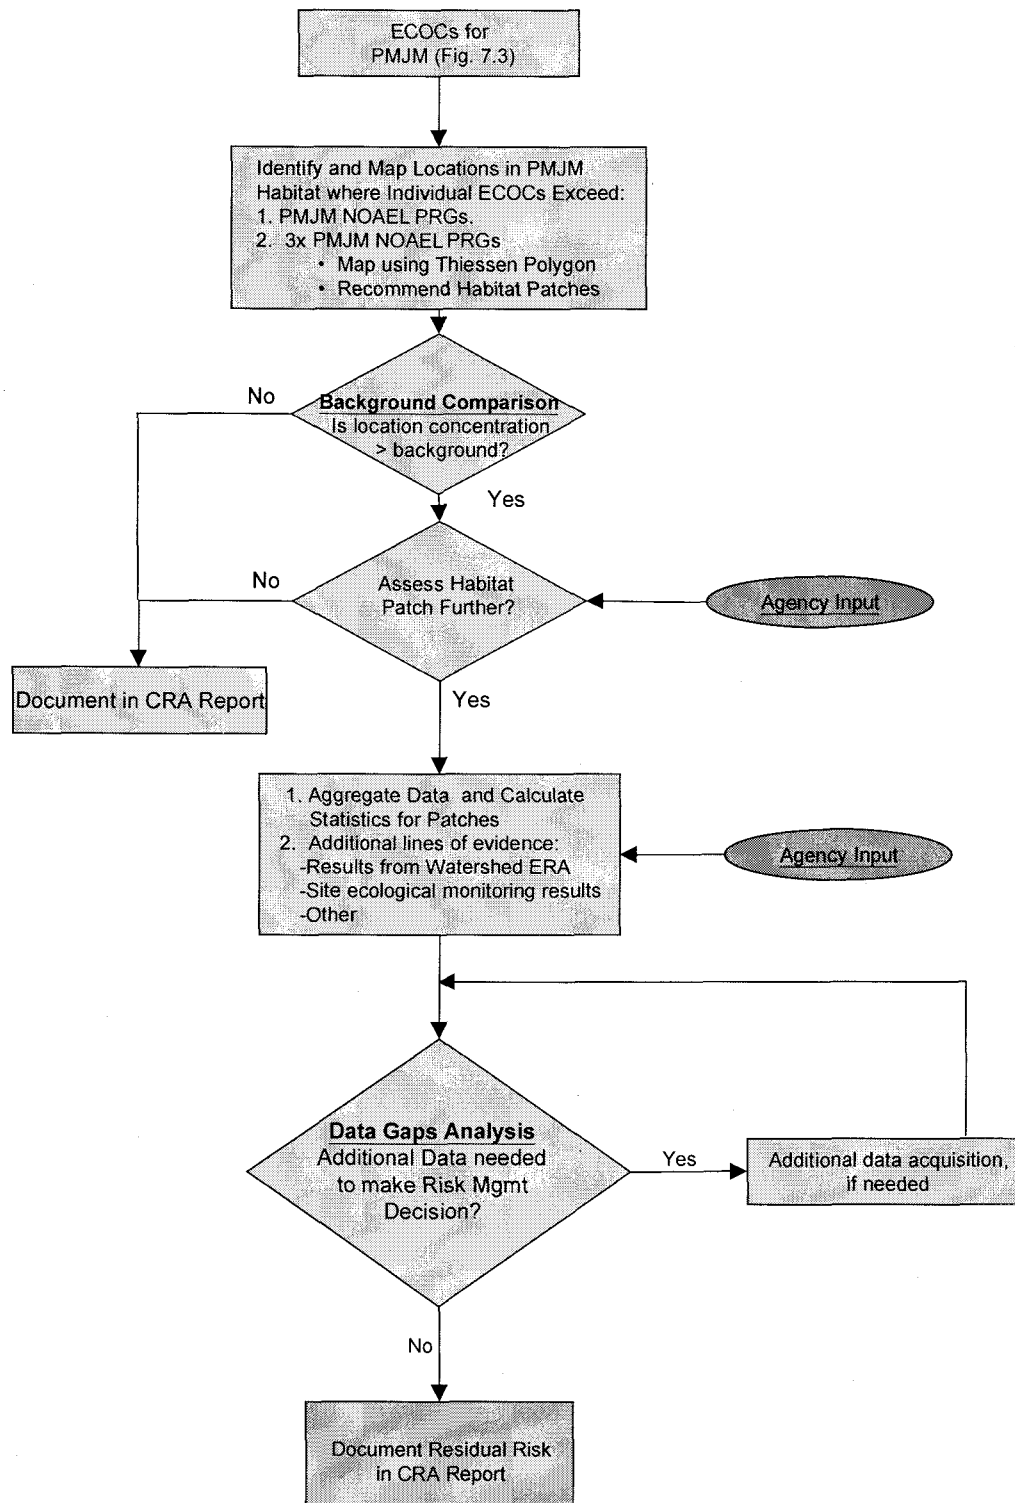 ECOCs for
PMJM (Fig. 7.3)
Identify and Map Locations in PMJM
Habitat where Individual ECOCs Exceed:
1. PMJM NOAEL PRGs.
2. 3x PMJM NOAEL PRGs
• Map using Thiessen Polygon
• Recommend Habitat Patches
No
Background Comparison
Is location concentration
> background?
Yes
No
Assess Habitat
Patch Further?
Agency Input
Document in CRA Report
Yes
1. Aggregate Data and Calculate
Statistics for Patches
2. Additional lines of evidence:
-Results from Watershed ERA
-Site ecological monitoring results
-Other
Agency Input
Data Gaps Analysis
Additional Data needed
to make Risk Mgmt
Decision?
Yes
Additional data acquisition,
if needed
No
Document Residual Risk
in CRA Report